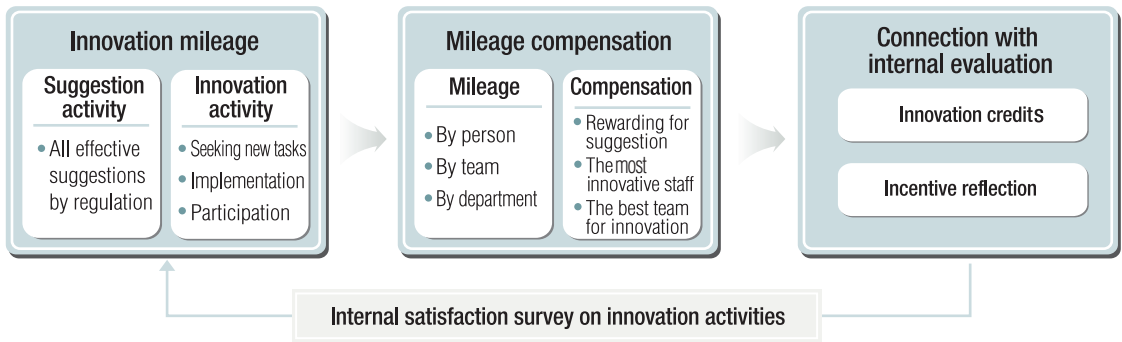 Innovation mileage
Suggestion
activity
• All effective
suggestions
by regulation
Innovation
activity
• Seeking new tasks
• Implementation
• Participation
Mileage compensation
Mileage
• By person
• By team
• By department
Compensation
• Rewarding for
suggestion
• The most
innovative staff
• The best team
for innovation
Connection with
internal evaluation
Innovation credits
Incentive reflection
Internal satisfaction survey on innovation activities